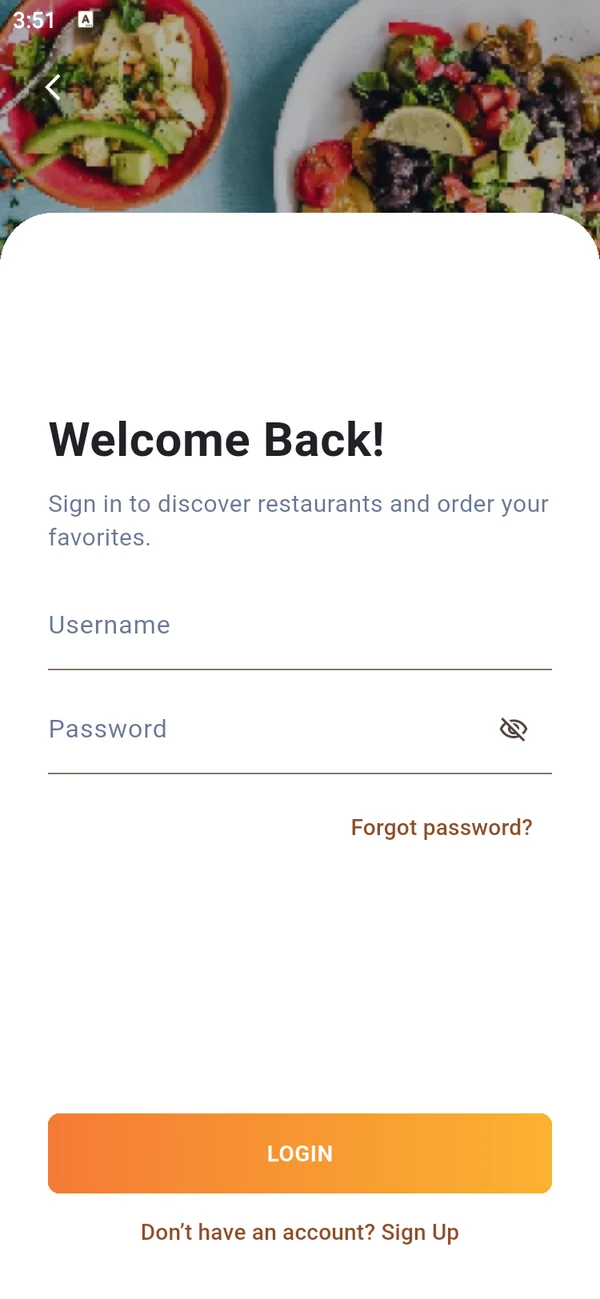 3:51
A
Welcome Back!
Sign in to discover restaurants and order your
favorites.
Username
Password
Forgot password?
LOGIN
Don’t have an account? Sign Up